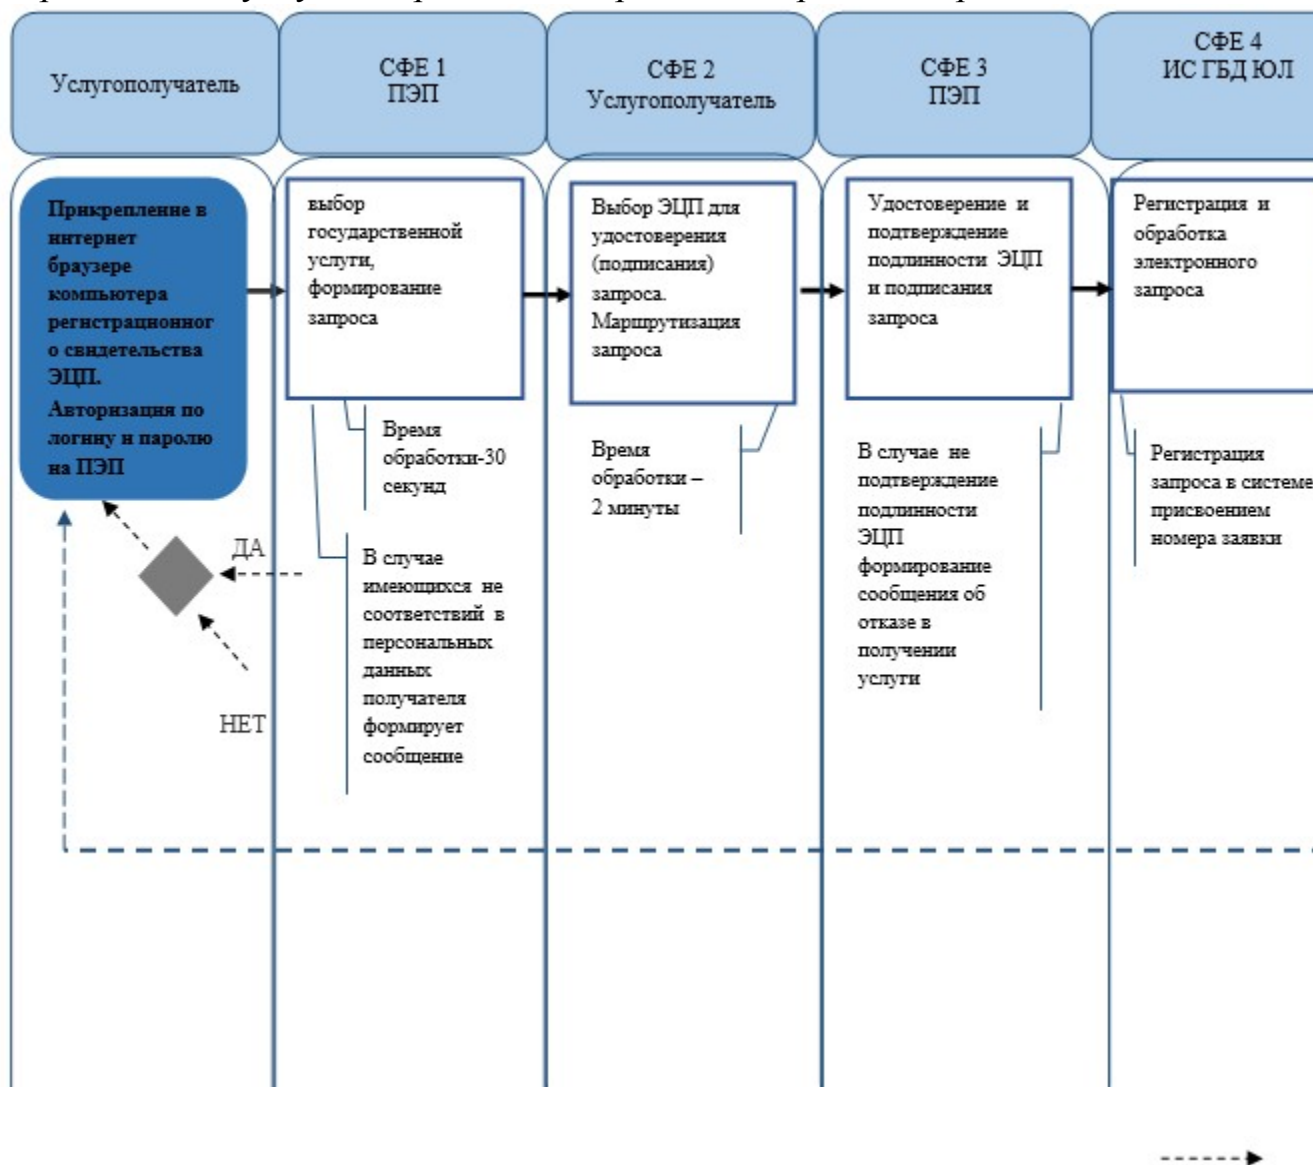 Услугополучатель
СФЕ 1
ПЭП
СФЕ 2
Услугополучатель
СФЕ 3
ПЭП
СФЕ 4
ИС ГБД ЮЛ
Прикрепление в
интернет
браузере
компьютера
регистрационног
о свидетельства
ЭЦП.
Авторизация по
логину и паролю
на ПЭП
выбор
государственной
услуги,
формирование
запроса
Выбор ЭЦП для
удостоверения
(подписания)
запроса.
Маршрутизация
запроса
Удостоверение и
подтверждение
подлинности ЭЦП
и подписания
запроса
Регистрация и
обработка
электронного
запроса
Время
обработки-30
секунд
В случае
имеющихся не
соответствий в
персональных
данных
получателя
формирует
сообщение
Время
обработки –
2 минуты
В случае не
подтверждение
подлинности
ЭЦП
формирование
сообщения об
отказе в
получении
услуги
Регистрация
запроса в системе
присвоением
номера заявки
ДА
НЕТ